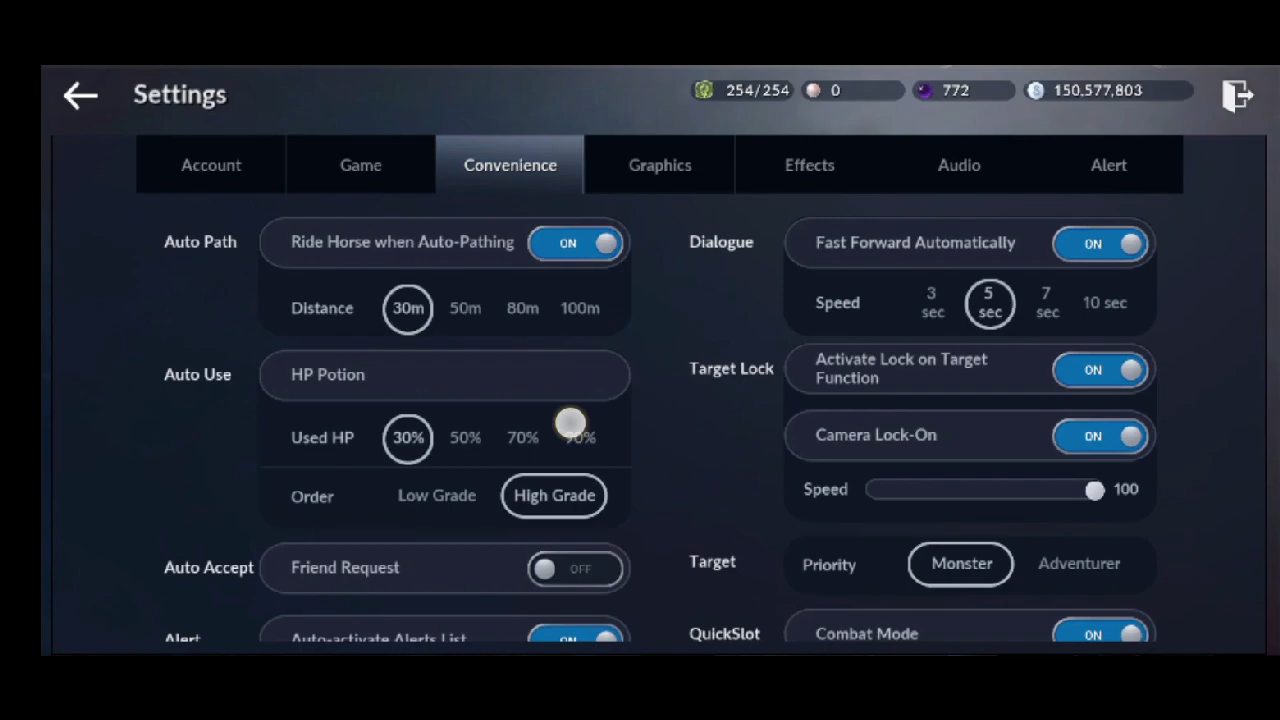 Settings
254/254
0
772
150,577,803
Account
Game
Convenience
Graphics
Effects
Audio
Alert
Auto Path
Ride Horse when Auto-Pathing
ON
Distance
30m
50m
80m
100m
Auto Use
HP Potion
Used HP
30%
50%
70%
90%
Order
Low Grade
High Grade
Auto Accept
Friend Request
OFF
Alert
Auto-activate Alerts List
ON
Dialogue
Fast Forward Automatically
ON
Speed
3 sec
5 sec
7 sec
10 sec
Target Lock
Activate Lock on Target
Function
ON
Camera Lock-On
ON
Speed
100
Target
Priority
Monster
Adventurer
QuickSlot
Combat Mode
ON